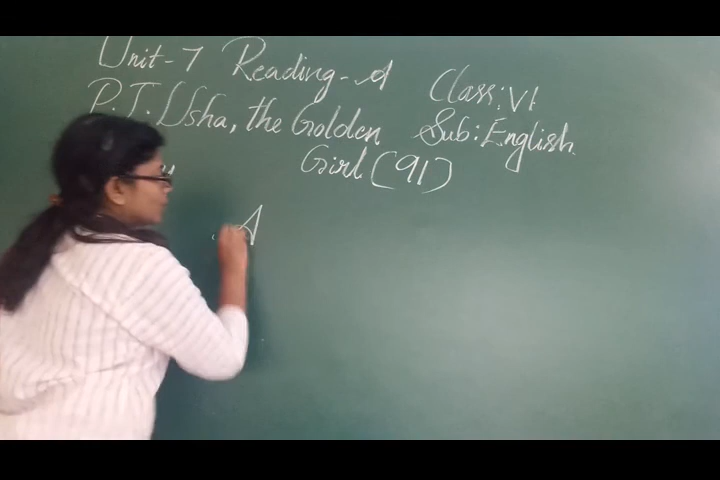 Unit-7 Reading-A Class: VI
P.T. Usha, the Golden Sub: English
Girl (91)
A